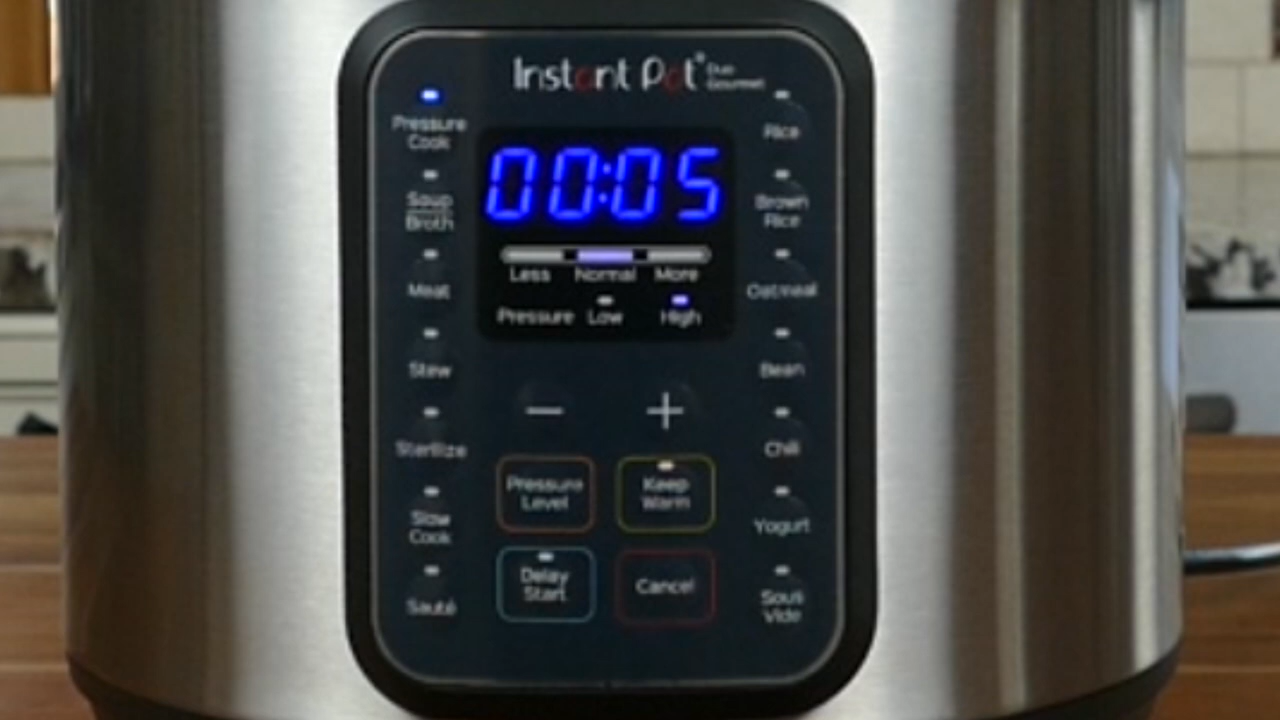 Instant Pot® Duo
Gourmet
Pressure
Cook
Soup
Broth
Meat
Stew
Sterilize
Slow
Cook
Sauté
00:05
Less Normal More
Pressure Low High
Pressure
Level
Keep
Warm
Delay
Start
Cancel
Rice
Brown
Rice
Oatmeal
Bean
Chili
Yogurt
Sous
Vide